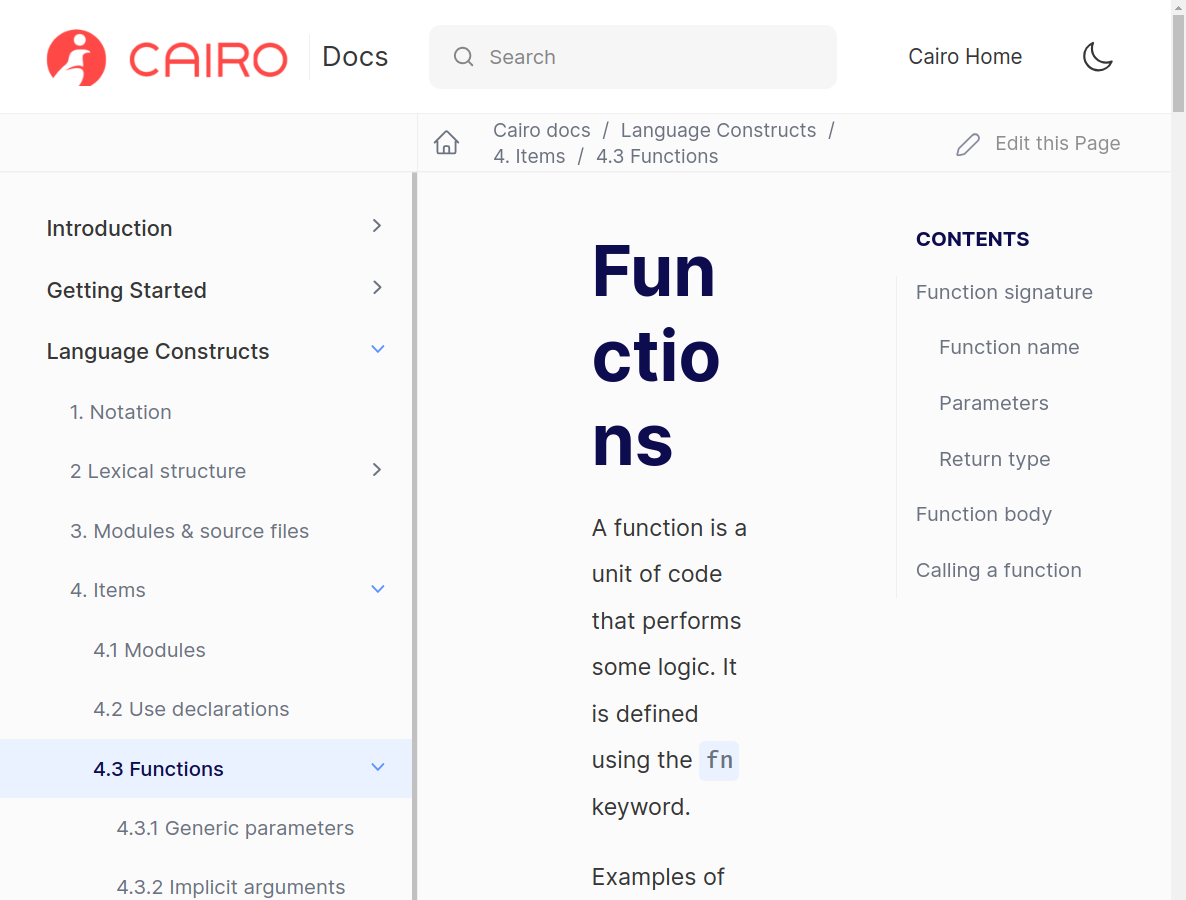 CAIRO Docs
Search
Cairo Home
Cairo docs / Language Constructs /
4. Items / 4.3 Functions
Edit this Page
Introduction
Getting Started
Language Constructs
1. Notation
2 Lexical structure
3. Modules & source files
4. Items
4.1 Modules
4.2 Use declarations
4.3 Functions
4.3.1 Generic parameters
4.3.2 Implicit arguments
Fun
ctio
ns
A function is a
unit of code
that performs
some logic. It
is defined
using the fn
keyword.
Examples of
CONTENTS
Function signature
Function name
Parameters
Return type
Function body
Calling a function